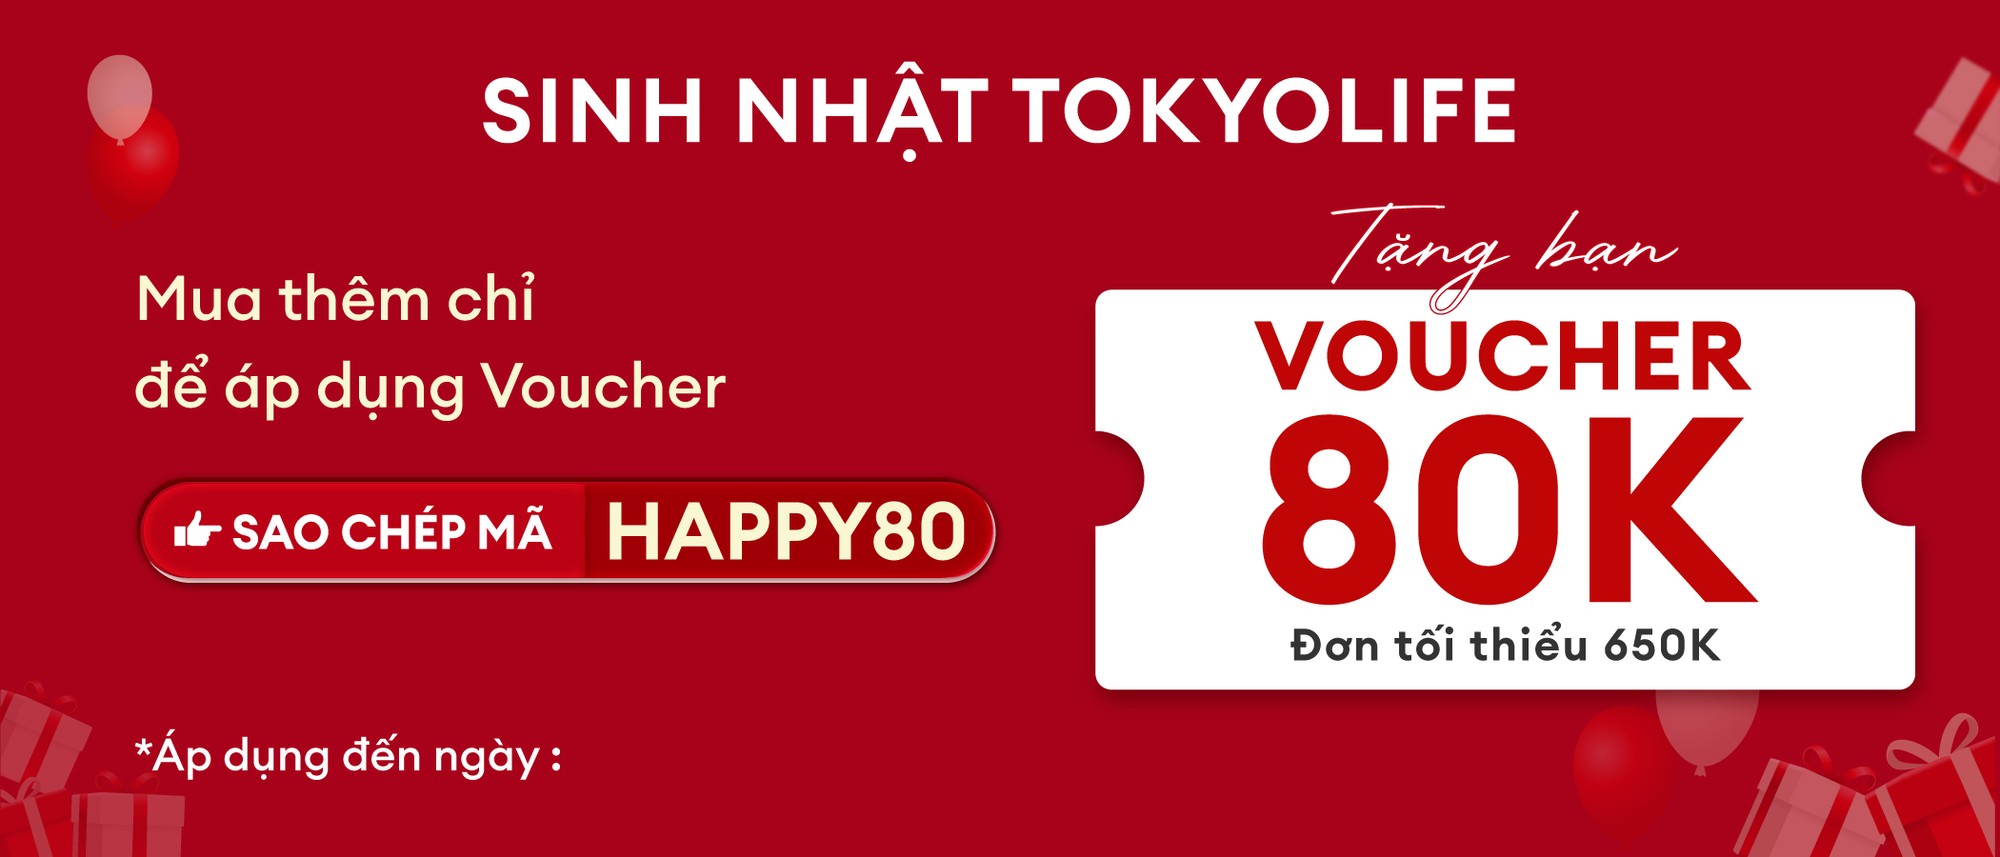 SINH NHẬT TOKYOLIFE
Mua thêm chỉ
để áp dụng Voucher
SAO CHÉP MÃ HAPPY80
*Áp dụng đến ngày :
Tặng bạn
VOUCHER
80K
Đơn tối thiểu 650K